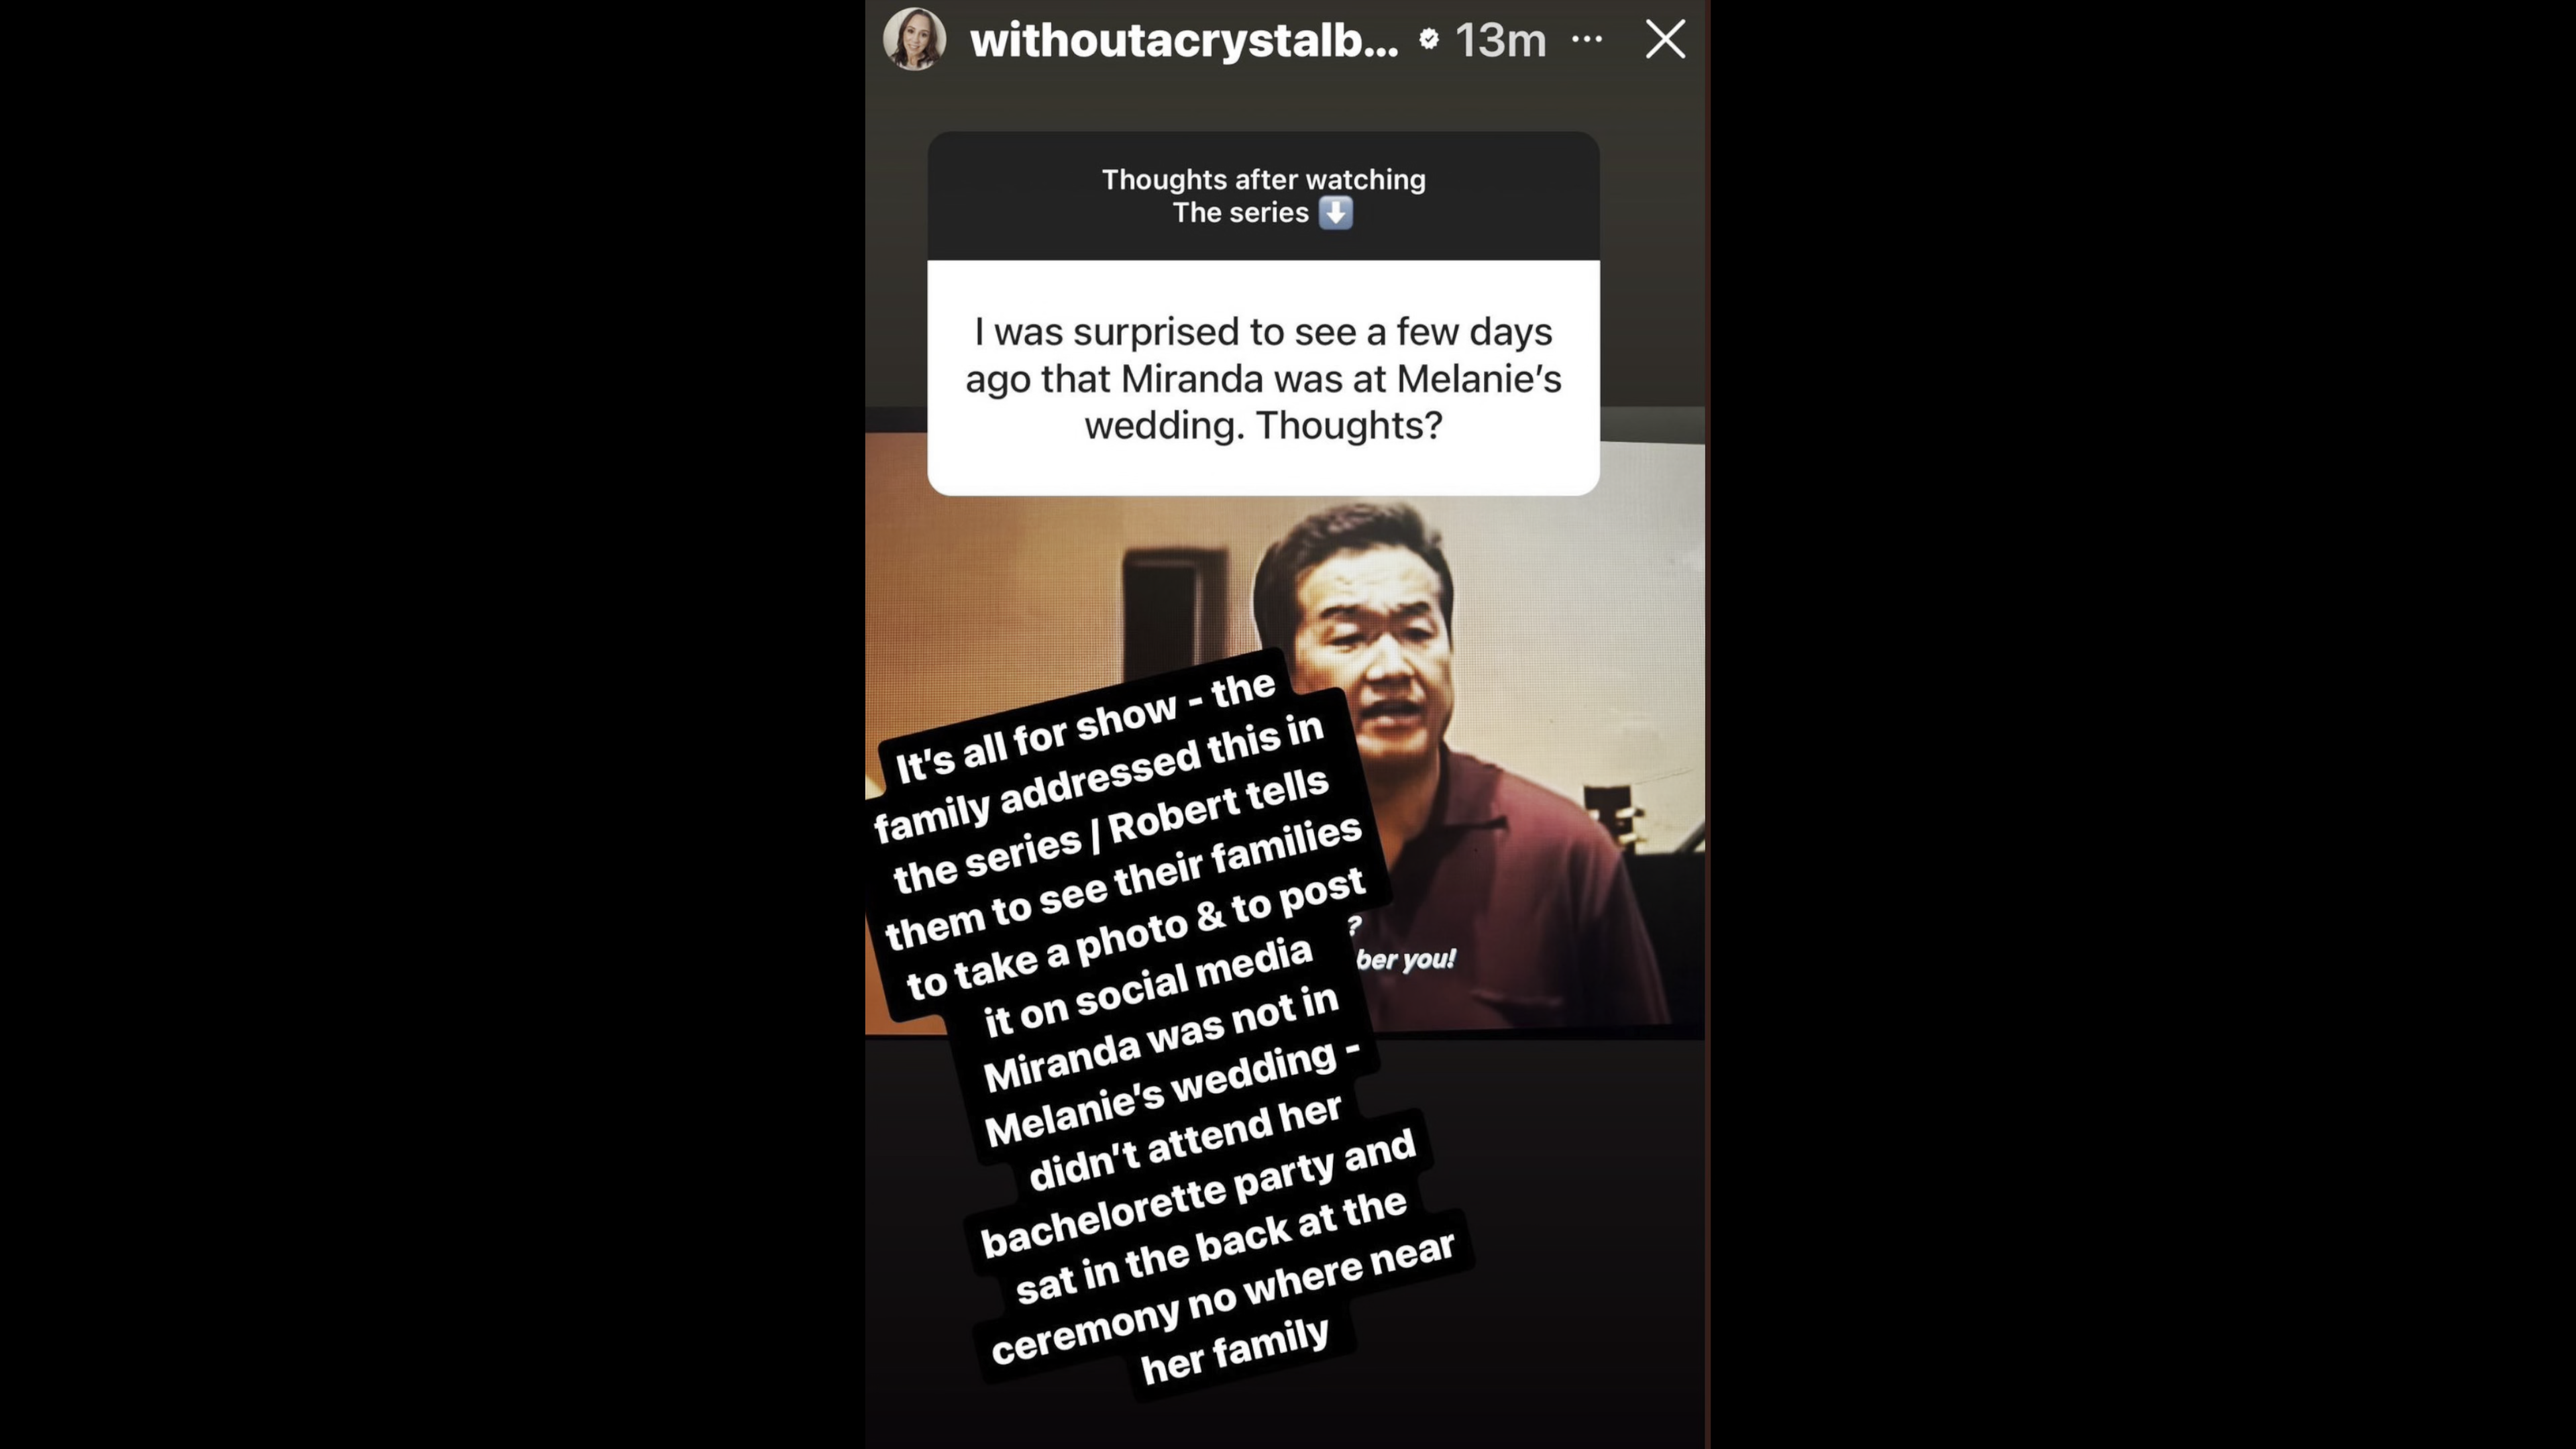 withoutacrystalb... 13m
Thoughts after watching
The series
I was surprised to see a few days
ago that Miranda was at Melanie's
wedding. Thoughts?
It's all for show - the
family addressed this in
the series / Robert tells
them to see their families
to take a photo & to post
it on social media
Miranda was not in
Melanie's wedding -
didn't attend her
bachelorette party and
sat in the back at the
ceremony no where near
her family
?
ber you!